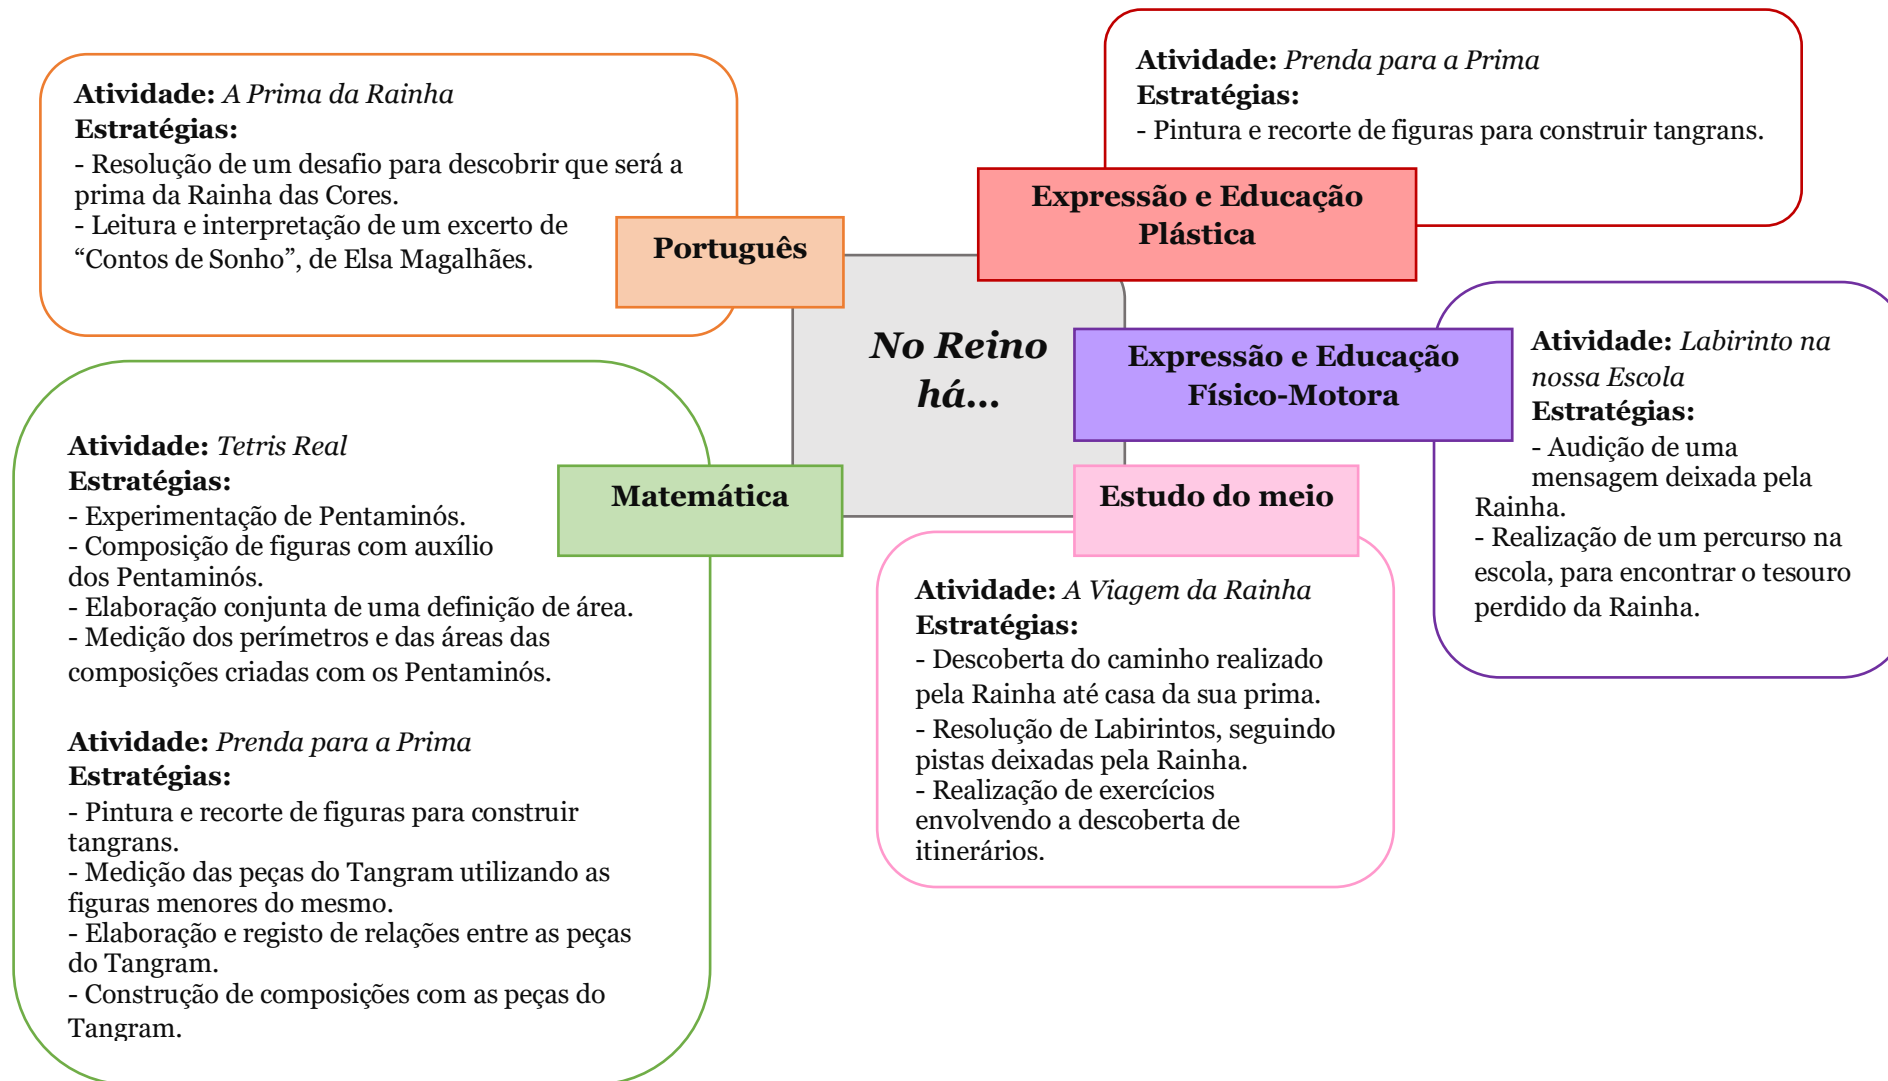 Atividade: A Prima da Rainha
Estratégias:
- Resolução de um desafio para descobrir que será a
prima da Rainha das Cores.
- Leitura e interpretação de um excerto de
“Contos de Sonho”, de Elsa Magalhães.
Português
Atividade: Prenda para a Prima
Estratégias:
- Pintura e recorte de figuras para construir tangrans.
Expressão e Educação
Plástica
No Reino
há...
Expressão e Educação
Físico-Motora
Atividade: Labirinto na
nossa Escola
Estratégias:
- Audição de uma
mensagem deixada pela
Rainha.
- Realização de um percurso na
escola, para encontrar o tesouro
perdido da Rainha.
Matemática
Atividade: Tetris Real
Estratégias:
- Experimentação de Pentaminós.
- Composição de figuras com auxílio
dos Pentaminós.
- Elaboração conjunta de uma definição de área.
- Medição dos perímetros e das áreas das
composições criadas com os Pentaminós.
Atividade: Prenda para a Prima
Estratégias:
- Pintura e recorte de figuras para construir
tangrans.
- Medição das peças do Tangram utilizando as
figuras menores do mesmo.
- Elaboração e registo de relações entre as peças
do Tangram.
- Construção de composições com as peças do
Tangram.
Estudo do meio
Atividade: A Viagem da Rainha
Estratégias:
- Descoberta do caminho realizado
pela Rainha até casa da sua prima.
- Resolução de Labirintos, seguindo
pistas deixadas pela Rainha.
- Realização de exercícios
envolvendo a descoberta de
itinerários.